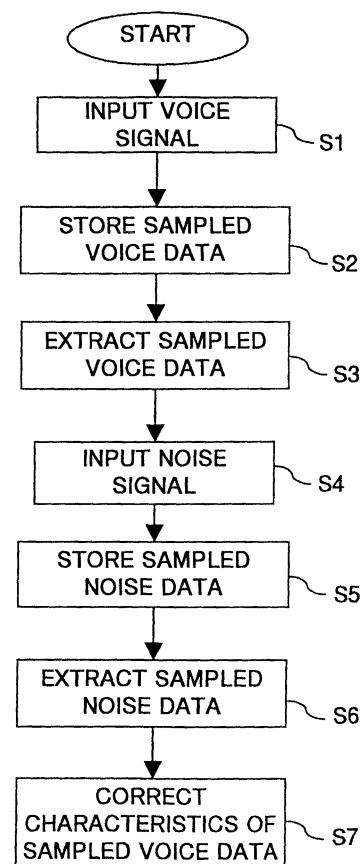 START
INPUT VOICE
SIGNAL
S1
STORE SAMPLED
VOICE DATA
S2
EXTRACT SAMPLED
VOICE DATA
S3
INPUT NOISE
SIGNAL
S4
STORE SAMPLED
NOISE DATA
S5
EXTRACT SAMPLED
NOISE DATA
S6
CORRECT
CHARACTERISTICS OF
SAMPLED VOICE DATA
S7